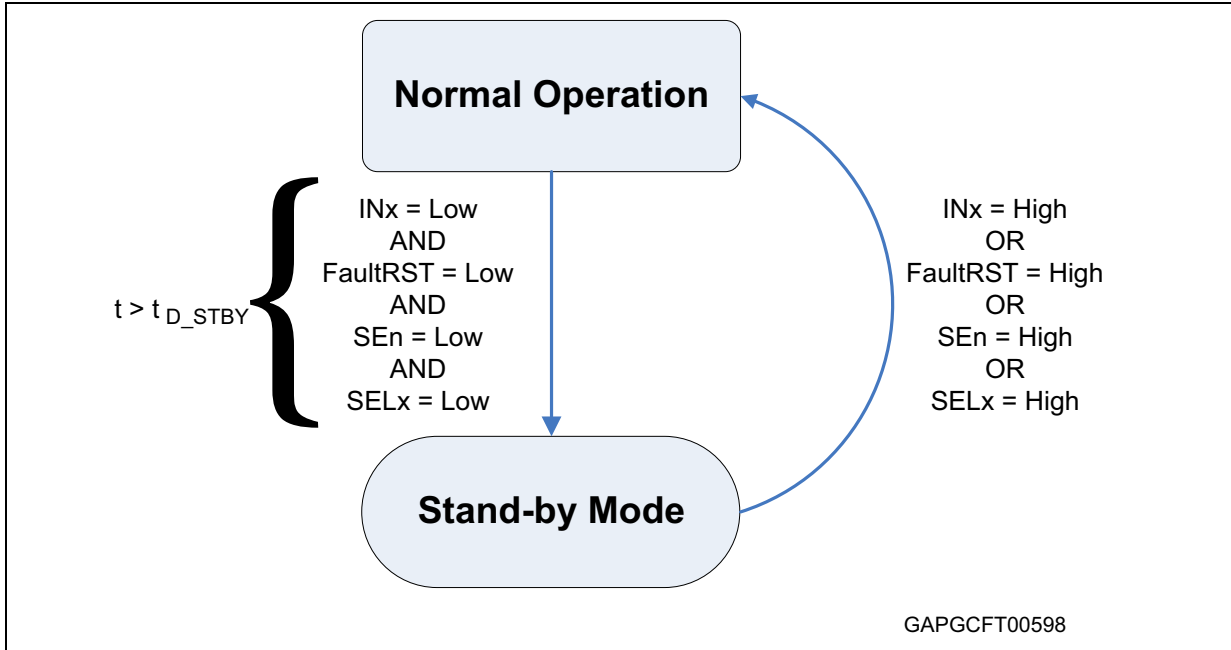 Normal Operation
t > t D_STBY
INx = Low
AND
FaultRST = Low
AND
SEn = Low
AND
SELx = Low
INx = High
OR
FaultRST = High
OR
SEn = High
OR
SELx = High
Stand-by Mode
GAPGCFT00598